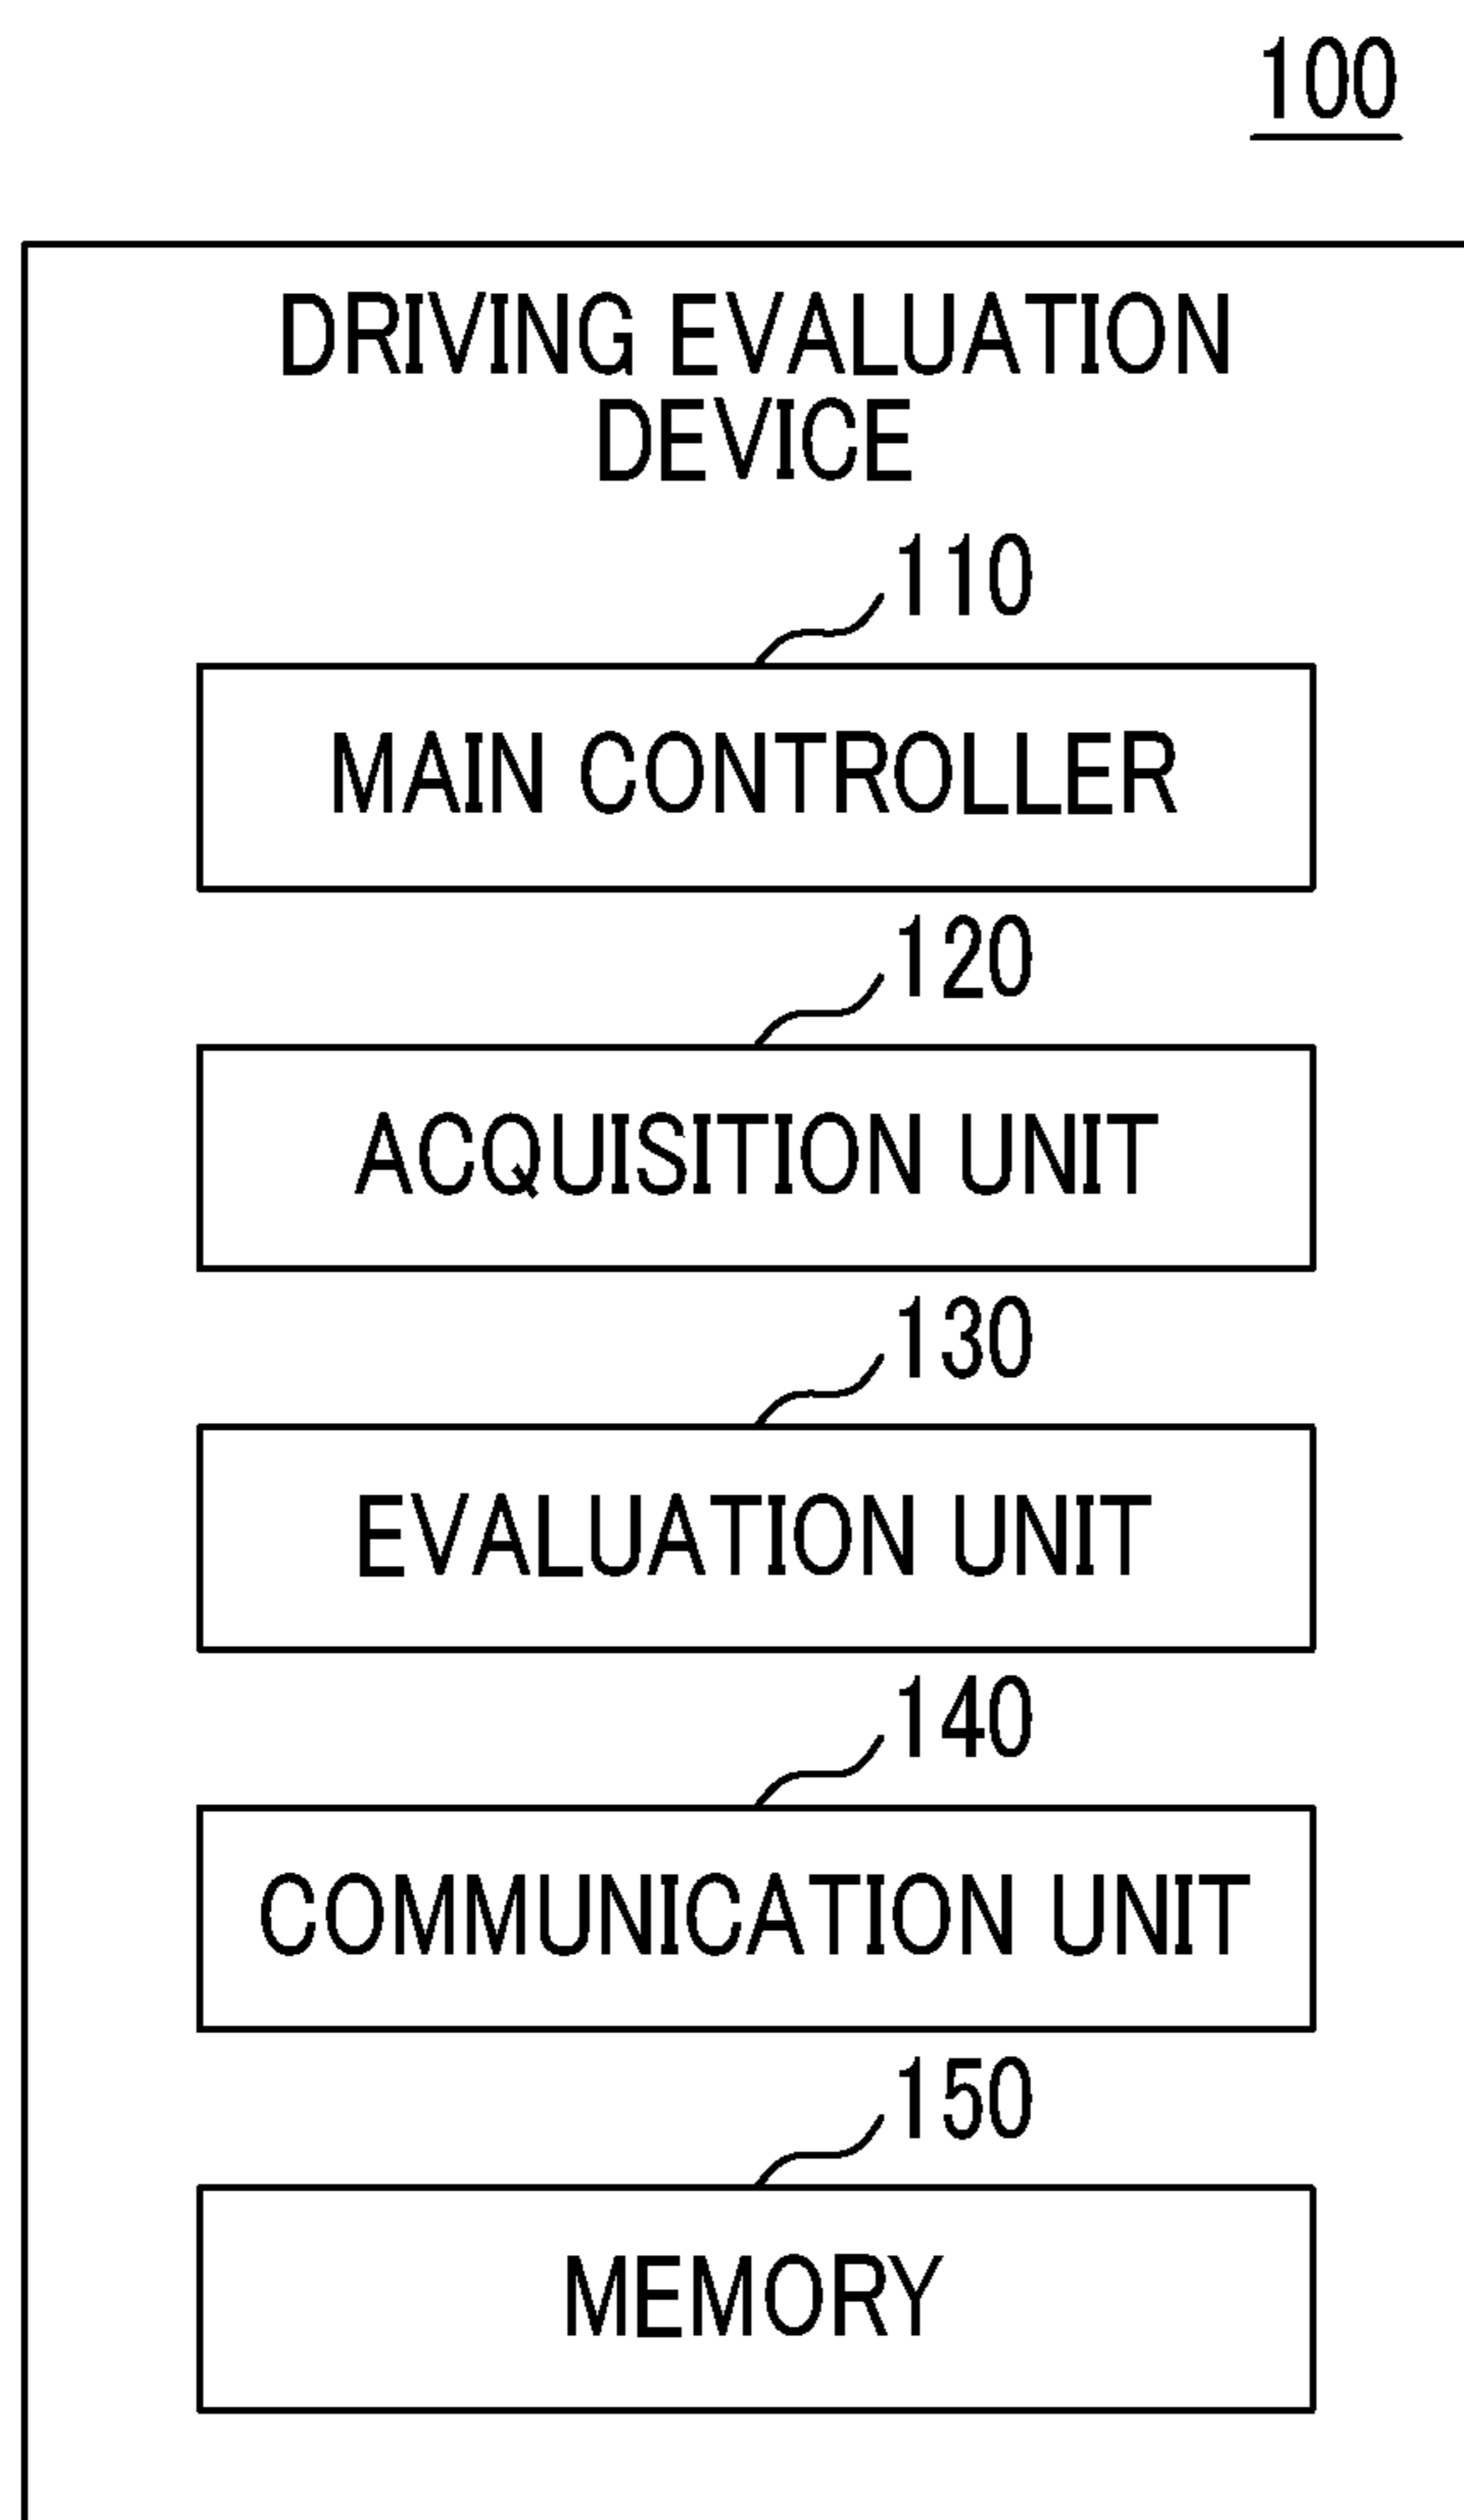 100
DRIVING EVALUATION
DEVICE
110
MAIN CONTROLLER
120
ACQUISITION UNIT
130
EVALUATION UNIT
140
COMMUNICATION UNIT
150
MEMORY